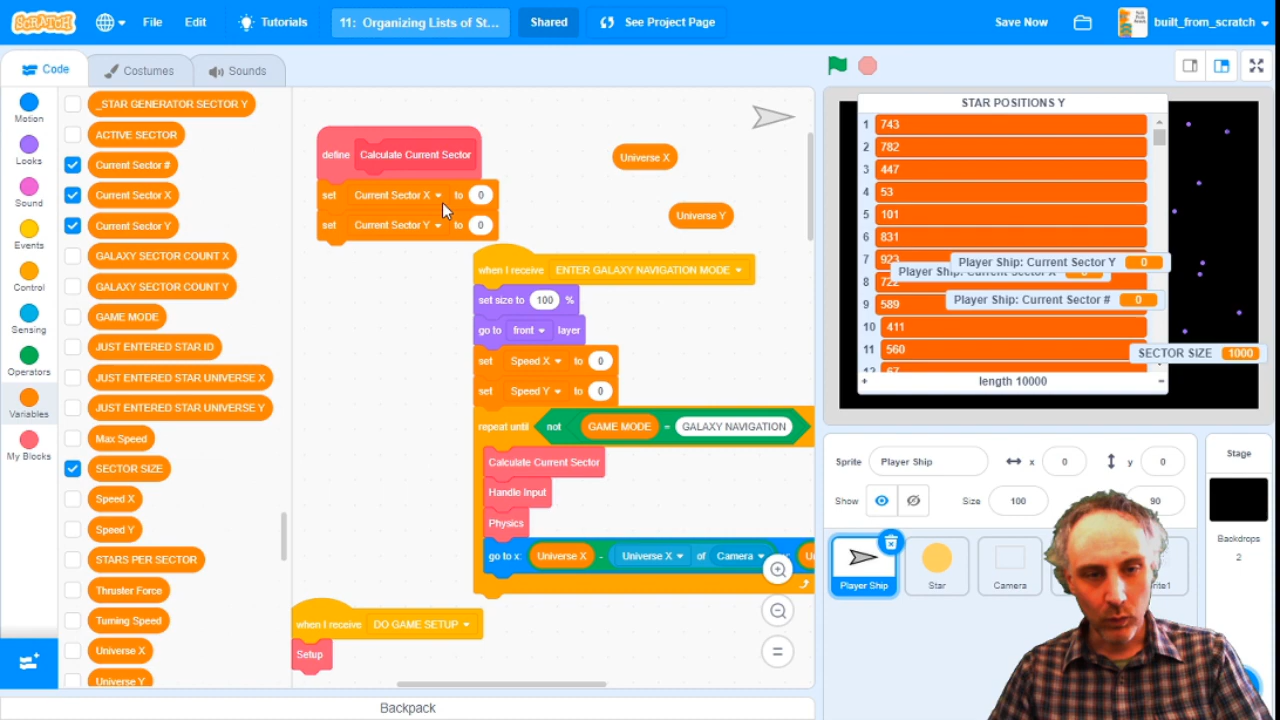 SCRATCH
File
Edit
Tutorials
11: Organizing Lists of St...
Shared
See Project Page
Save Now
built_from_scratch
Code
Costumes
Sounds
Motion
Looks
Sound
Events
Control
Sensing
Operators
Variables
My Blocks
_STAR GENERATOR SECTOR Y
ACTIVE SECTOR
Current Sector #
Current Sector X
Current Sector Y
GALAXY SECTOR COUNT X
GALAXY SECTOR COUNT Y
GAME MODE
JUST ENTERED STAR ID
JUST ENTERED STAR UNIVERSE X
JUST ENTERED STAR UNIVERSE Y
Max Speed
SECTOR SIZE
Speed X
Speed Y
STARS PER SECTOR
Thruster Force
Turning Speed
Universe X
Universe Y
define Calculate Current Sector
set Current Sector X to 0
set Current Sector Y to 0
Universe X
Universe Y
when I receive ENTER GALAXY NAVIGATION MODE
set size to 100 %
go to front layer
set Speed X to 0
set Speed Y to 0
repeat until not GAME MODE = GALAXY NAVIGATION
Calculate Current Sector
Handle Input
Physics
go to x: Universe X - Universe X of Camera
when I receive DO GAME SETUP
Setup
Backpack
STAR POSITIONS Y
1 743
2 782
3 447
4 53
5 101
6 831
7 923
Player Ship: Current Sector Y 0
Player Ship: Current Sector X 0
8 722
Player Ship: Current Sector # 0
9 589
10 411
11 560
SECTOR SIZE 1000
12 67
+ length 10000 =
Sprite Player Ship x 0 y 0
Show Size 100 90
Player Ship
Star
Camera
Stage
Backdrops
2